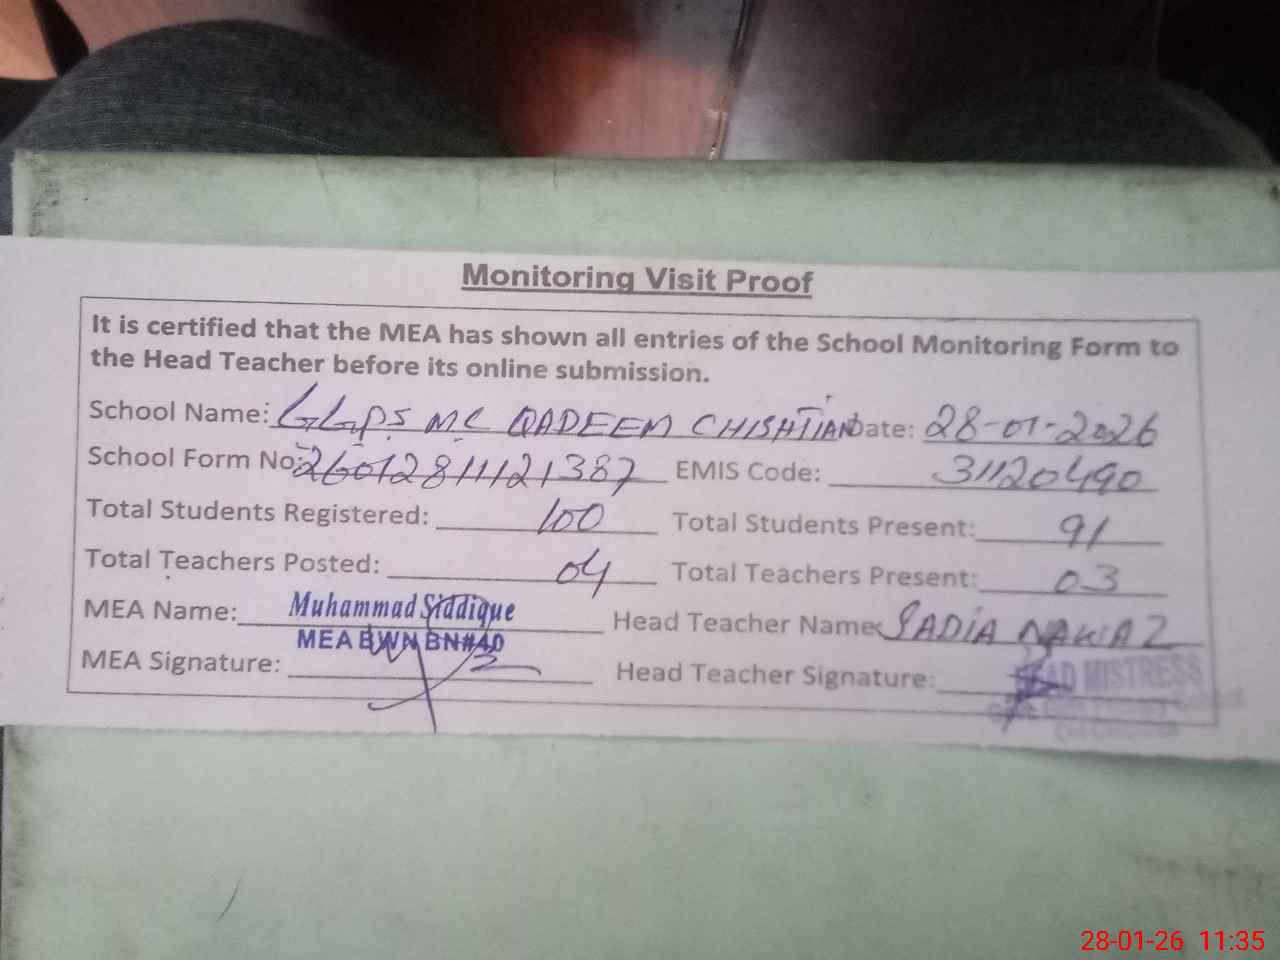 Monitoring Visit Proof
It is certified that the MEA has shown all entries of the School Monitoring Form to
the Head Teacher before its online submission.
School Name: GGPS MC QADEEM CHISHTIAN Date: 28-01-2026
School Form No: 26012811121387 EMIS Code: 31120490
Total Students Registered: 100 Total Students Present: 91
Total Teachers Posted: 04 Total Teachers Present: 03
MEA Name: Muhammad Siddique Head Teacher Name: SADIA NAWAZ
MEA BWN BN#40
MEA Signature: Head Teacher Signature:
HEAD MISTRESS
28-01-26 11:35